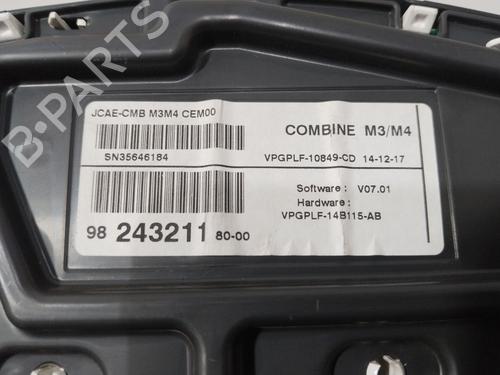 B-PARTS
JCAE-CMB M3M4 CEM00
SN35646184
98 243211 80-00
COMBINE M3/M4
VPGPLF-10849-CD 14-12-17
Software : V07.01
Hardware :
VPGPLF-14B115-AB